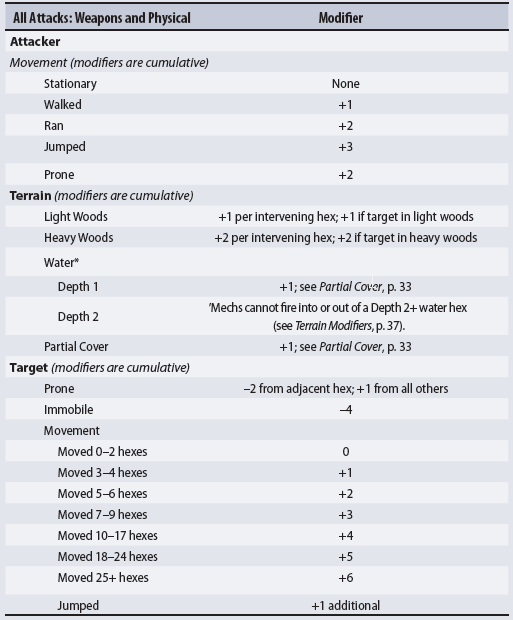 All Attacks: Weapons and Physical Modifier
Attacker
Movement (modifiers are cumulative)
Stationary None
Walked +1
Ran +2
Jumped +3
Prone +2
Terrain (modifiers are cumulative)
Light Woods +1 per intervening hex; +1 if target in light woods
Heavy Woods +2 per intervening hex; +2 if target in heavy woods
Water*
Depth 1 +1; see Partial Cover, p. 33
Depth 2 'Mechs cannot fire into or out of a Depth 2+ water hex
(see Terrain Modifiers, p. 37).
Partial Cover +1; see Partial Cover, p. 33
Target (modifiers are cumulative)
Prone –2 from adjacent hex; +1 from all others
Immobile –4
Movement
Moved 0–2 hexes 0
Moved 3–4 hexes +1
Moved 5–6 hexes +2
Moved 7–9 hexes +3
Moved 10–17 hexes +4
Moved 18–24 hexes +5
Moved 25+ hexes +6
Jumped +1 additional